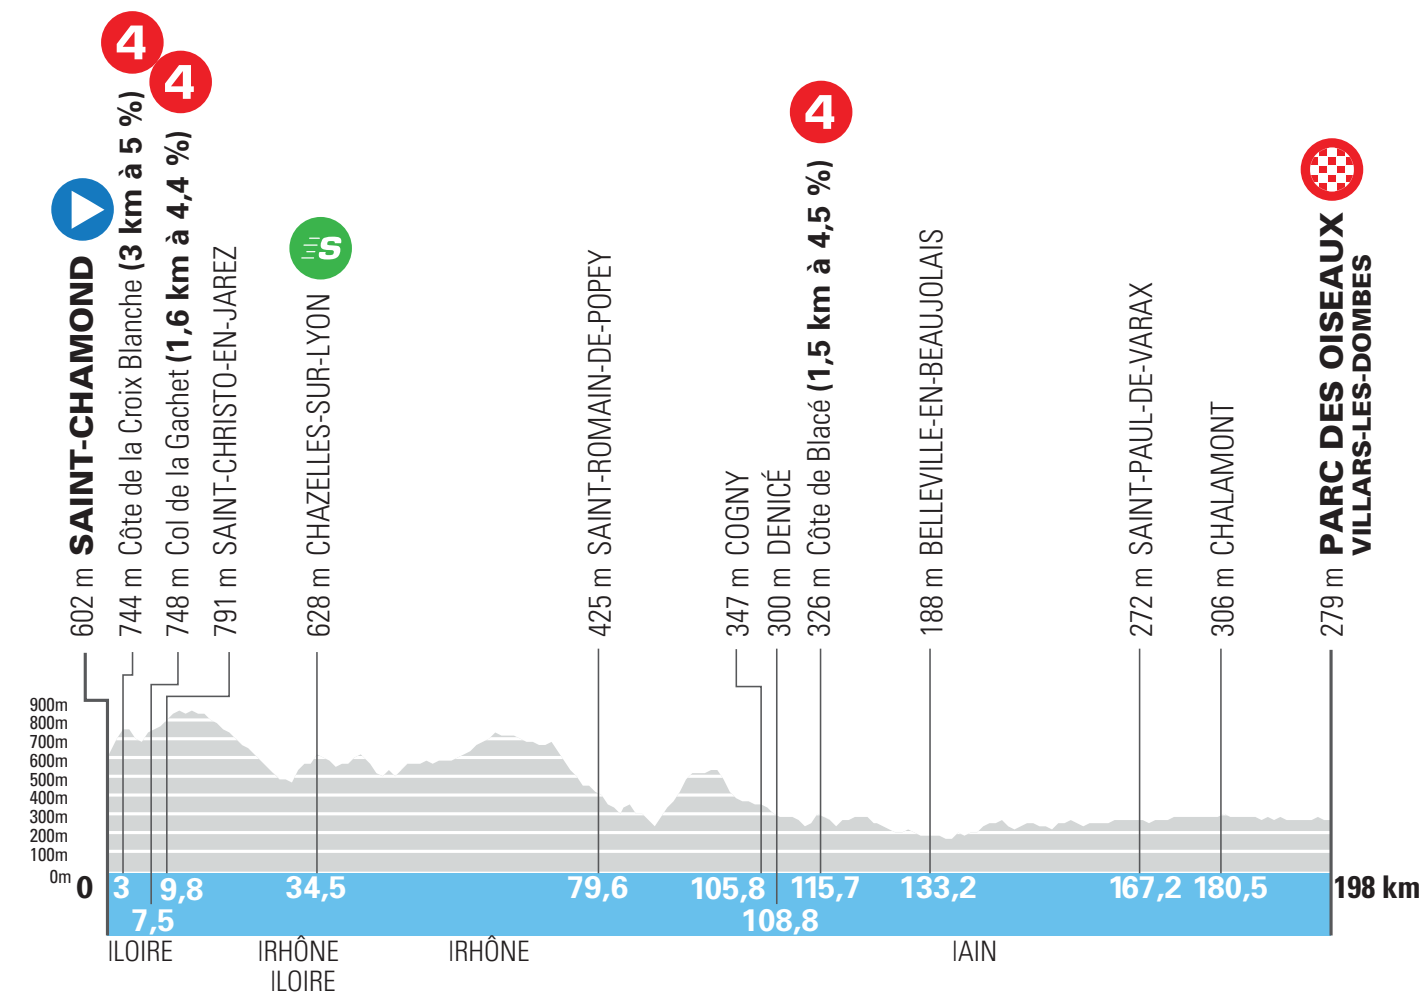 4
4
4
S
602 m SAINT-CHAMOND
744 m Côte de la Croix Blanche (3 km à 5 %)
748 m Col de la Gachet (1,6 km à 4,4 %)
791 m SAINT-CHRISTO-EN-JAREZ
628 m CHAZELLES-SUR-LYON
425 m SAINT-ROMAIN-DE-POPEY
347 m COGNY
300 m DENICÉ
326 m Côte de Blacé (1,5 km à 4,5 %)
188 m BELLEVILLE-EN-BEAUJOLAIS
272 m SAINT-PAUL-DE-VARAX
306 m CHALAMONT
279 m PARC DES OISEAUX
VILLARS-LES-DOMBES
900m
800m
700m
600m
500m
400m
300m
200m
100m
0m
0 3 9,8 34,5 79,6 105,8 115,7 133,2 167,2 180,5 198 km
7,5 108,8
LOIRE RHÔNE RHÔNE AIN
LOIRE